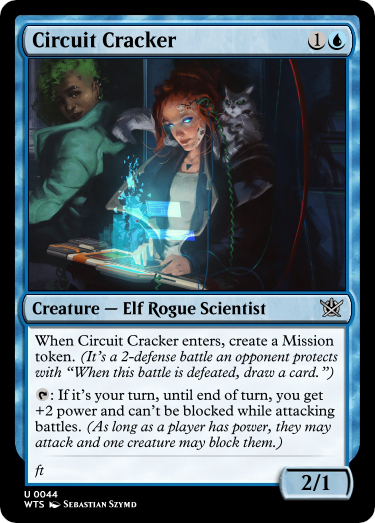 Circuit Cracker 1
Creature — Elf Rogue Scientist
When Circuit Cracker enters, create a Mission
token. (It's a 2-defense battle an opponent protects
with “When this battle is defeated, draw a card.”)
: If it's your turn, until end of turn, you get
+2 power and can't be blocked while attacking
battles. (As long as a player has power, they may
attack and one creature may block them.)
ft
2/1
U 0044
WTS Sebastian Szymd